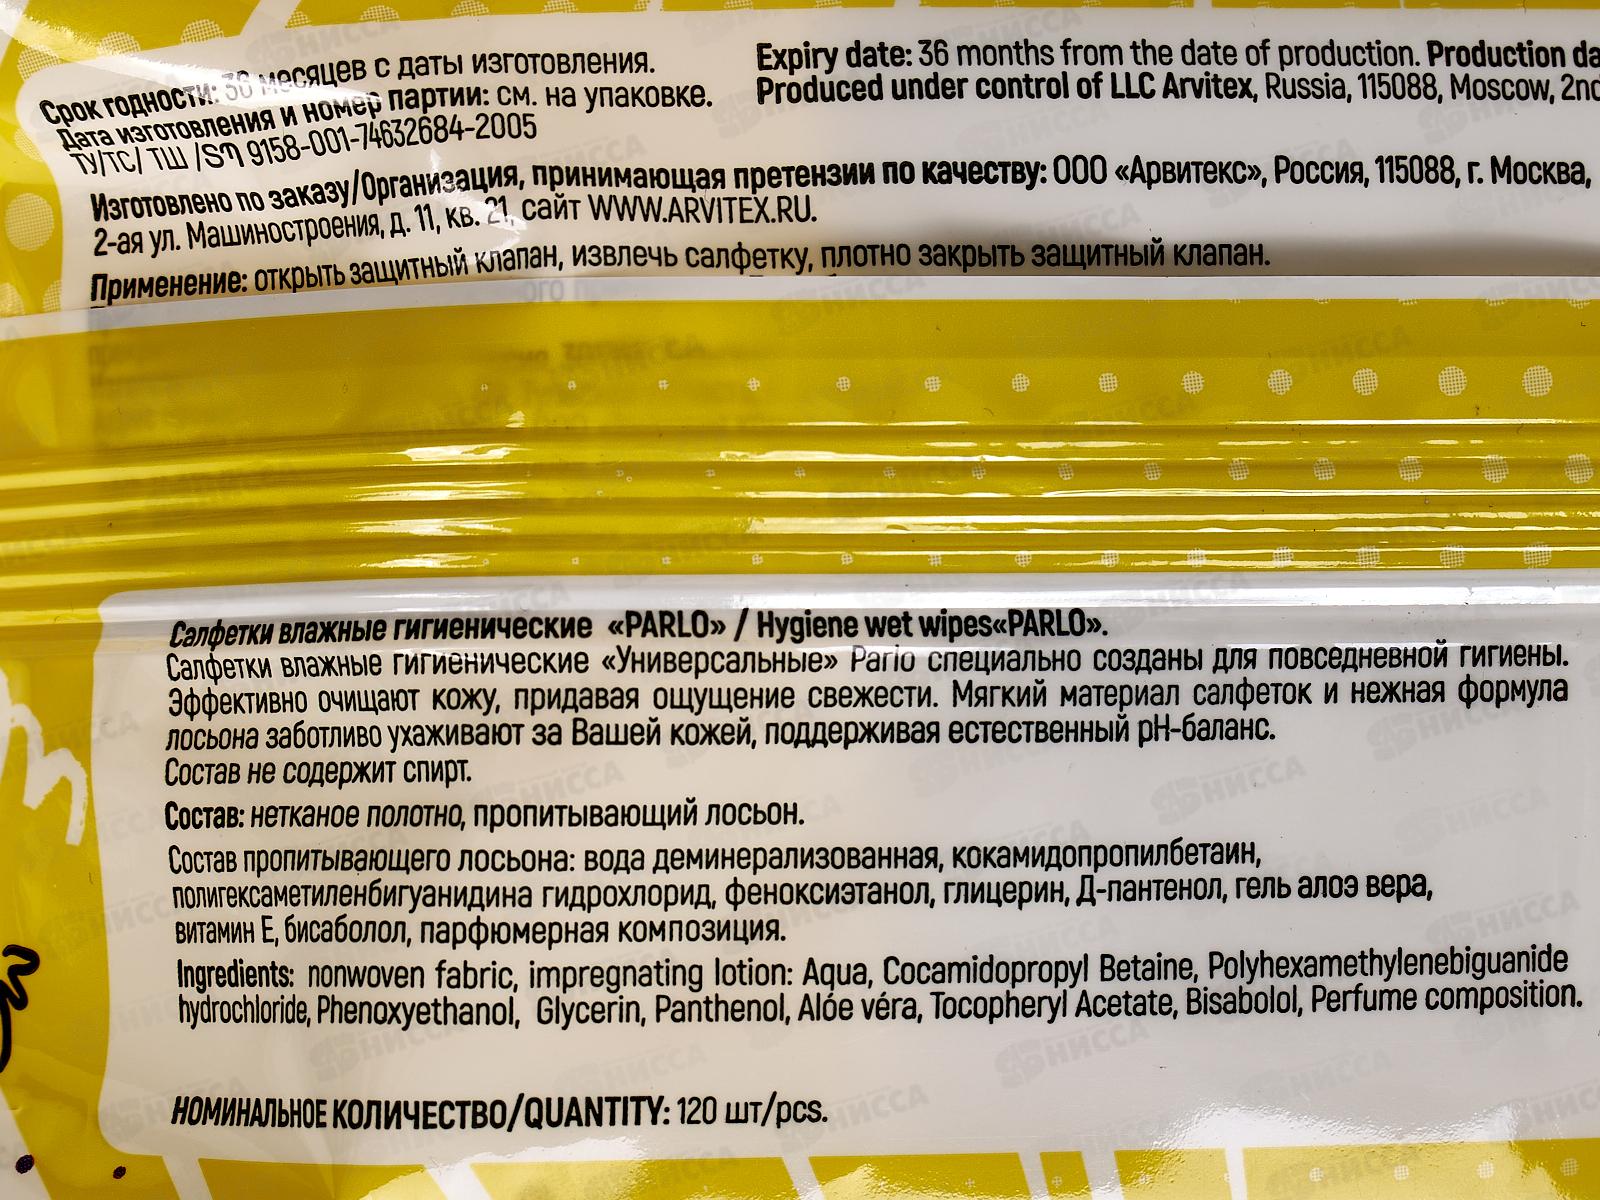 Срок годности: 36 месяцев с даты изготовления.
Дата изготовления и номер партии: см. на упаковке.
ТУ/ТС/ ТШ /ՏՊ 9158-001-74632684-2005
Expiry date: 36 months from the date of production. Production da
Produced under control of LLC Arvitex, Russia, 115088, Moscow, 2nd
Изготовлено по заказу/Организация, принимающая претензии по качеству: ООО «Арвитекс», Россия, 115088, г. Москва,
2-ая ул. Машиностроения, д. 11, кв. 21, сайт WWW.ARVITEX.RU.
Применение: открыть защитный клапан, извлечь салфетку, плотно закрыть защитный клапан.
Салфетки влажные гигиенические «PARLO» / Hygiene wet wipes«PARLO».
Салфетки влажные гигиенические «Универсальные» Parlo специально созданы для повседневной гигиены.
Эффективно очищают кожу, придавая ощущение свежести. Мягкий материал салфеток и нежная формула
лосьона заботливо ухаживают за Вашей кожей, поддерживая естественный pH-баланс.
Состав не содержит спирт.
Состав: нетканое полотно, пропитывающий лосьон.
Состав пропитывающего лосьона: вода деминерализованная, кокамидопропилбетаин,
полигексаметиленбигуанидина гидрохлорид, феноксиэтанол, глицерин, Д-пантенол, гель алоэ вера,
витамин Е, бисаболол, парфюмерная композиция.
Ingredients: nonwoven fabric, impregnating lotion: Aqua, Cocamidopropyl Betaine, Polyhexamethylenebiguanide
hydrochloride, Phenoxyethanol, Glycerin, Panthenol, Alóe véra, Tocopheryl Acetate, Bisabolol, Perfume composition.
НОМИНАЛЬНОЕ КОЛИЧЕСТВО/QUANTITY: 120 шт/pcs.